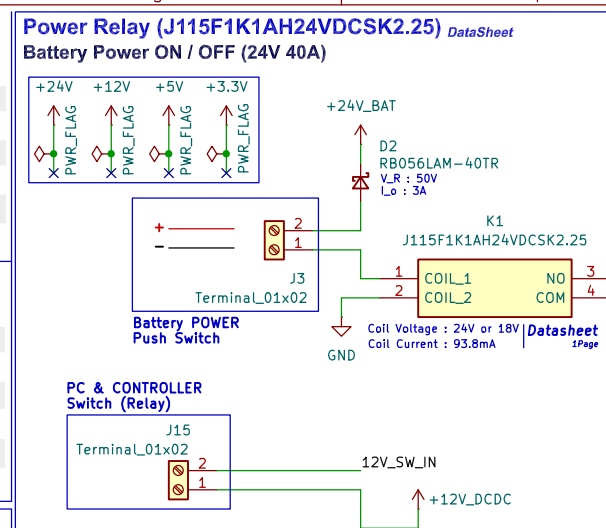 Power Relay (J115F1K1AH24VDCSK2.25) DataSheet
Battery Power ON / OFF (24V 40A)
+24V +12V +5V +3.3V
PWR_FLAG PWR_FLAG PWR_FLAG PWR_FLAG
+24V_BAT
D2
RB056LAM-40TR
V_R : 50V
I_o : 3A
+ 2
− 1
J3
Terminal_01x02
Battery POWER
Push Switch
K1
J115F1K1AH24VDCSK2.25
1 COIL_1 NO 3
2 COIL_2 COM 4
GND
Coil Voltage : 24V or 18V
Coil Current : 93.8mA
Datasheet
1Page
PC & CONTROLLER
Switch (Relay)
J15
Terminal_01x02
2 12V_SW_IN
1
+12V_DCDC